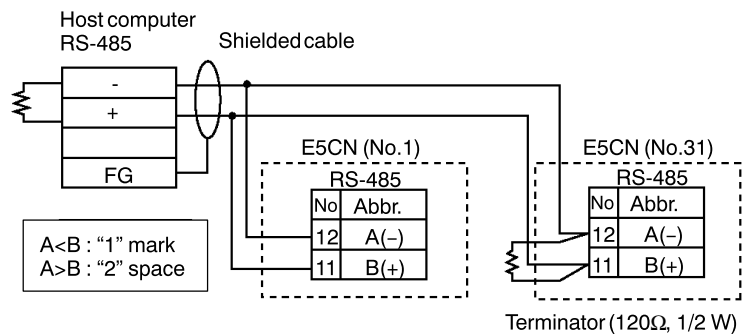 Host computer
RS-485
Shielded cable
-
+
FG
E5CN (No.1)
RS-485
No Abbr.
12 A(−)
11 B(+)
E5CN (No.31)
RS-485
No Abbr.
12 A(−)
11 B(+)
A<B : “1” mark
A>B : “2” space
Terminator (120Ω, 1/2 W)